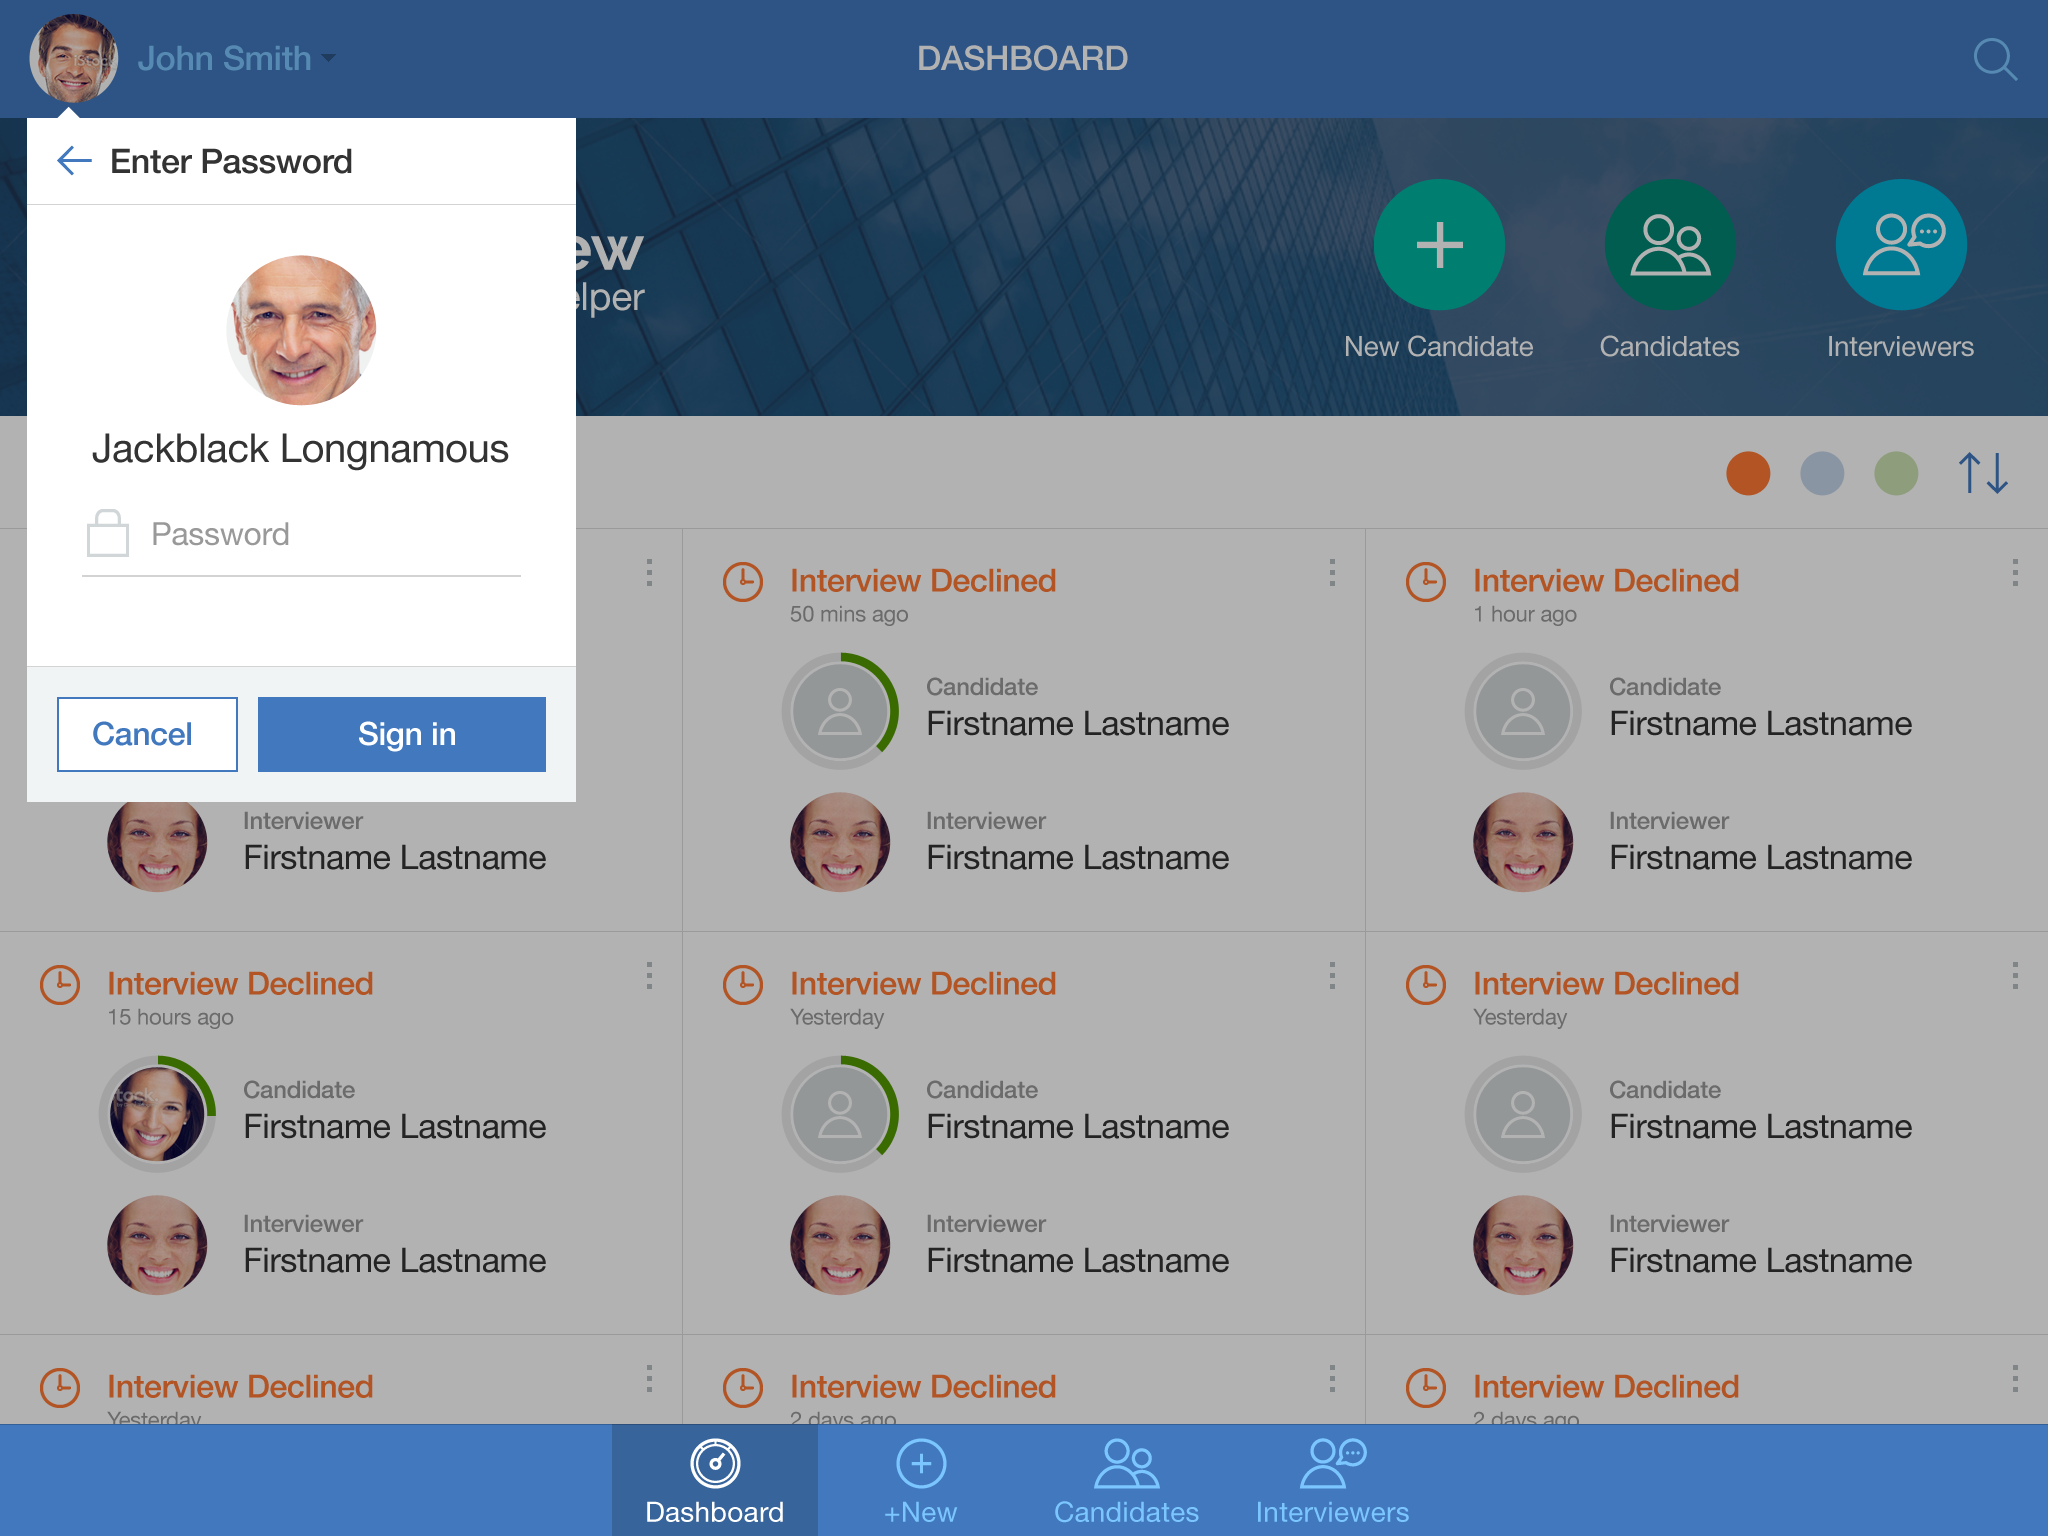 John Smith
DASHBOARD
Enter Password
Jackblack Longnamous
Password
Cancel
Sign in
elper
New Candidate
Candidates
Interviewers
Interview Declined
50 mins ago
Candidate
Firstname Lastname
Interviewer
Firstname Lastname
Interview Declined
1 hour ago
Candidate
Firstname Lastname
Interviewer
Firstname Lastname
Interviewer
Firstname Lastname
Interview Declined
15 hours ago
Candidate
Firstname Lastname
Interviewer
Firstname Lastname
Interview Declined
Yesterday
Candidate
Firstname Lastname
Interviewer
Firstname Lastname
Interview Declined
Yesterday
Candidate
Firstname Lastname
Interviewer
Firstname Lastname
Interview Declined
Yesterday
Interview Declined
2 days ago
Interview Declined
2 days ago
Dashboard
+New
Candidates
Interviewers